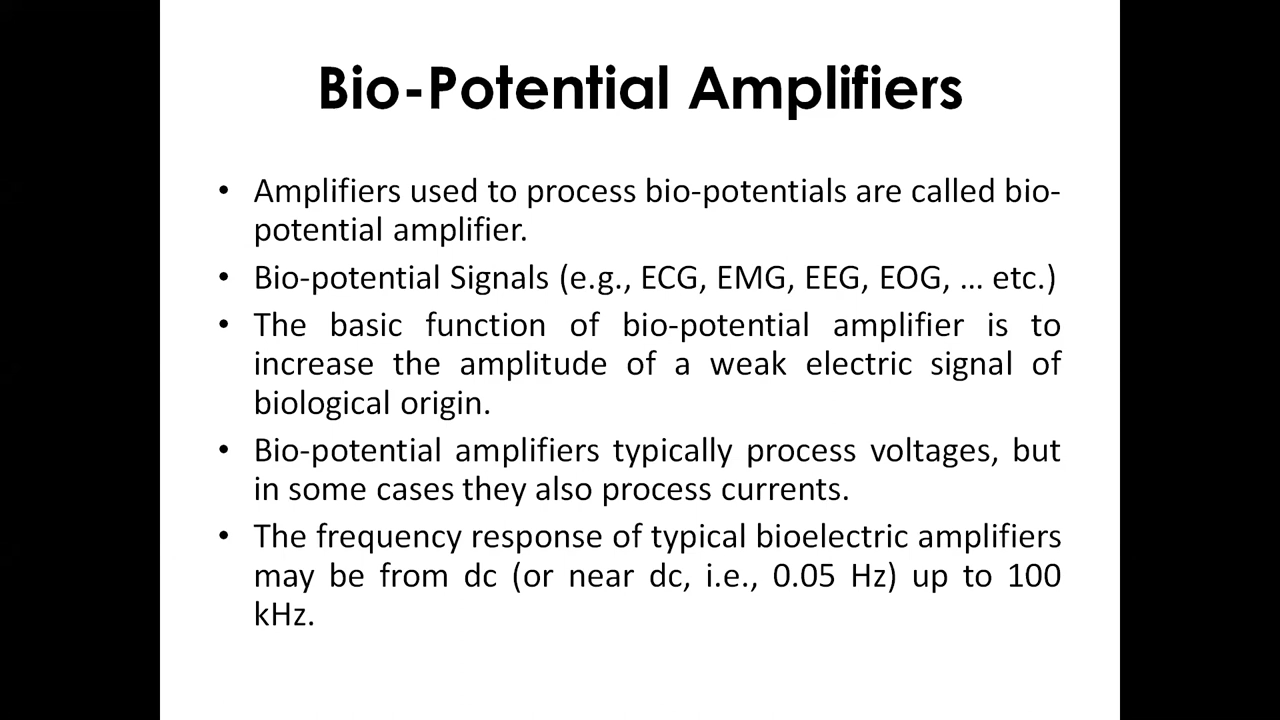 Bio-Potential Amplifiers
• Amplifiers used to process bio-potentials are called bio-
potential amplifier.
• Bio-potential Signals (e.g., ECG, EMG, EEG, EOG, … etc.)
• The basic function of bio-potential amplifier is to
increase the amplitude of a weak electric signal of
biological origin.
• Bio-potential amplifiers typically process voltages, but
in some cases they also process currents.
• The frequency response of typical bioelectric amplifiers
may be from dc (or near dc, i.e., 0.05 Hz) up to 100
kHz.